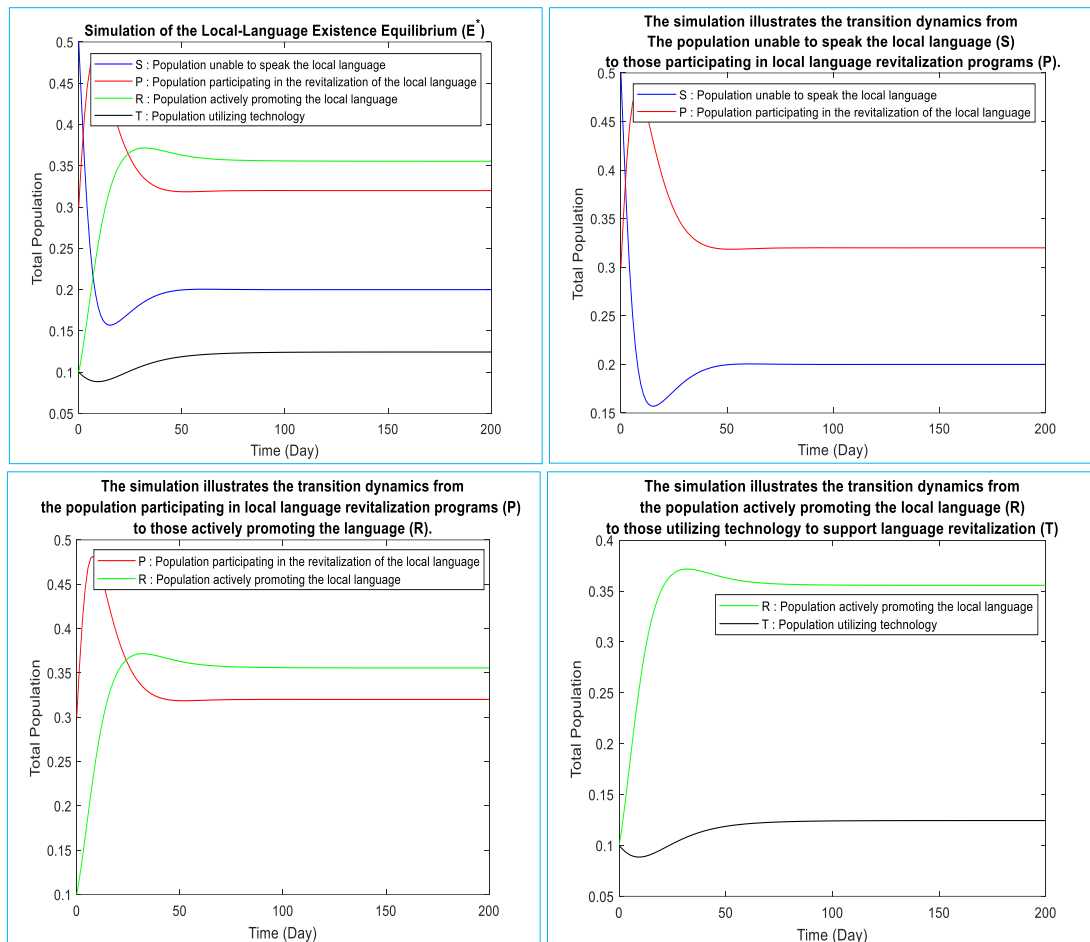 Simulation of the Local-Language Existence Equilibrium (E*)
0.5
0.45
0.4
0.35
0.3
0.25
0.2
0.15
0.1
0.05
Total Population
S : Population unable to speak the local language
P : Population participating in the revitalization of the local language
R : Population actively promoting the local language
T : Population utilizing technology
0 50 100 150 200
Time (Day)
The simulation illustrates the transition dynamics from
The population unable to speak the local language (S)
to those participating in local language revitalization programs (P).
0.5
0.45
0.4
0.35
0.3
0.25
0.2
0.15
Total Population
S : Population unable to speak the local language
P : Population participating in the revitalization of the local language
0 50 100 150 200
Time (Day)
The simulation illustrates the transition dynamics from
the population participating in local language revitalization programs (P)
to those actively promoting the language (R).
0.5
0.45
0.4
0.35
0.3
0.25
0.2
0.15
0.1
Total Population
P : Population participating in the revitalization of the local language
R : Population actively promoting the local language
0 50 100 150 200
Time (Day)
The simulation illustrates the transition dynamics from
the population actively promoting the local language (R)
to those utilizing technology to support language revitalization (T)
0.4
0.35
0.3
0.25
0.2
0.15
0.1
0.05
Total Population
R : Population actively promoting the local language
T : Population utilizing technology
0 50 100 150 200
Time (Day)